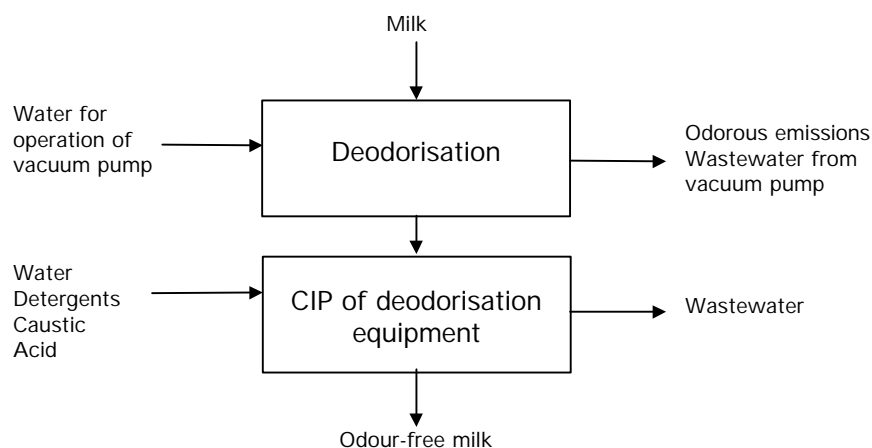 Milk
Water for
operation of
vacuum pump
Deodorisation
Odorous emissions
Wastewater from
vacuum pump
Water
Detergents
Caustic
Acid
CIP of deodorisation
equipment
Wastewater
Odour-free milk